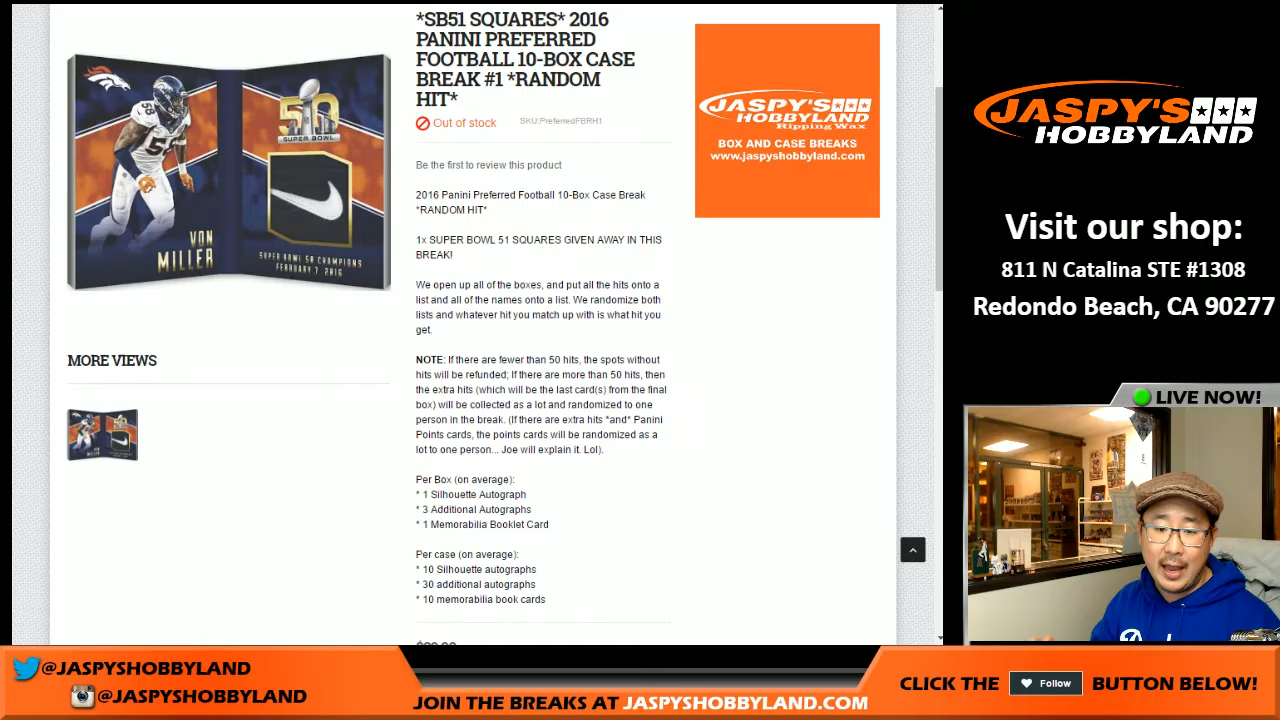 *SB51 SQUARES* 2016
PANINI PREFERRED
FOOTBALL 10-BOX CASE
BREAK #1 *RANDOM
HIT*
Out of stock
SKU:PreferredFBRH1
Be the first to review this product
2016 Panini Preferred Football 10-Box Case Break
*RANDOM HIT*
1x SUPER BOWL 51 SQUARES GIVEN AWAY IN THIS
BREAK!
We open up all of the boxes, and put all the hits onto a
list and all of the names onto a list. We randomize both
lists and whatever hit you match up with is what hit you
get.
NOTE: If there are fewer than 50 hits, the spots without
hits will be refunded; If there are more than 50 hits, then
the extra hits (which will be the last card(s) from the final
box) will be collected as a lot and randomized to one
person in the break. (If there are extra hits *and* Panini
Points cards, the points cards will be randomized as a
lot to one person... Joe will explain it. Lol).
Per Box (on average):
* 1 Silhouette Autograph
* 3 Additional Autographs
* 1 Memorabilia Booklet Card
Per case (on average):
* 10 Silhouette autographs
* 30 additional autographs
* 10 memorabilia book cards
58
50
SUPER BOWL
VON
MILLER
SUPER BOWL 50 CHAMPIONS
FEBRUARY 7, 2016
MORE VIEWS
JASPY'S
HOBBYLAND
Ripping Wax
BOX AND CASE BREAKS
www.jaspyshobbyland.com
JASPY'S
HOBBYLAND
Visit our shop:
811 N Catalina STE #1308
Redondo Beach, CA 90277
LIVE NOW!
@JASPYSHOBBYLAND
@JASPYSHOBBYLAND
JOIN THE BREAKS AT JASPYSHOBBYLAND.COM
CLICK THE Follow BUTTON BELOW!